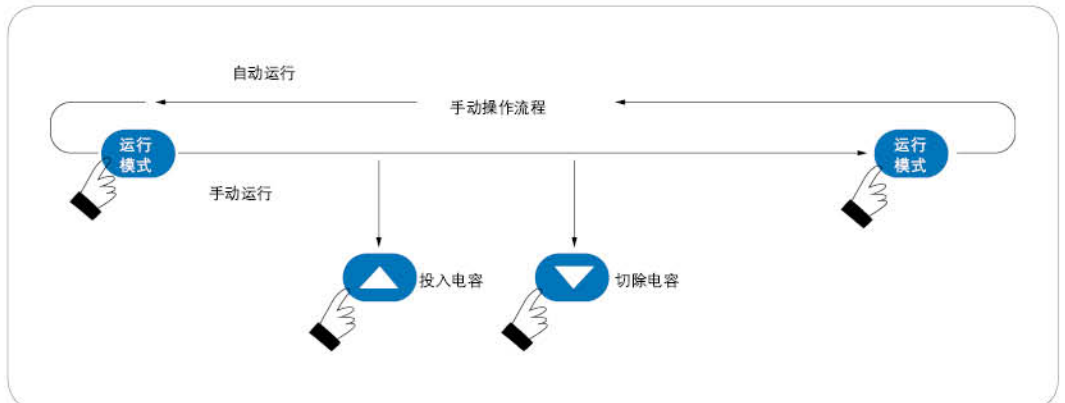 自动运行
手动操作流程
运行
模式
运行
模式
手动运行
投入电容
切除电容